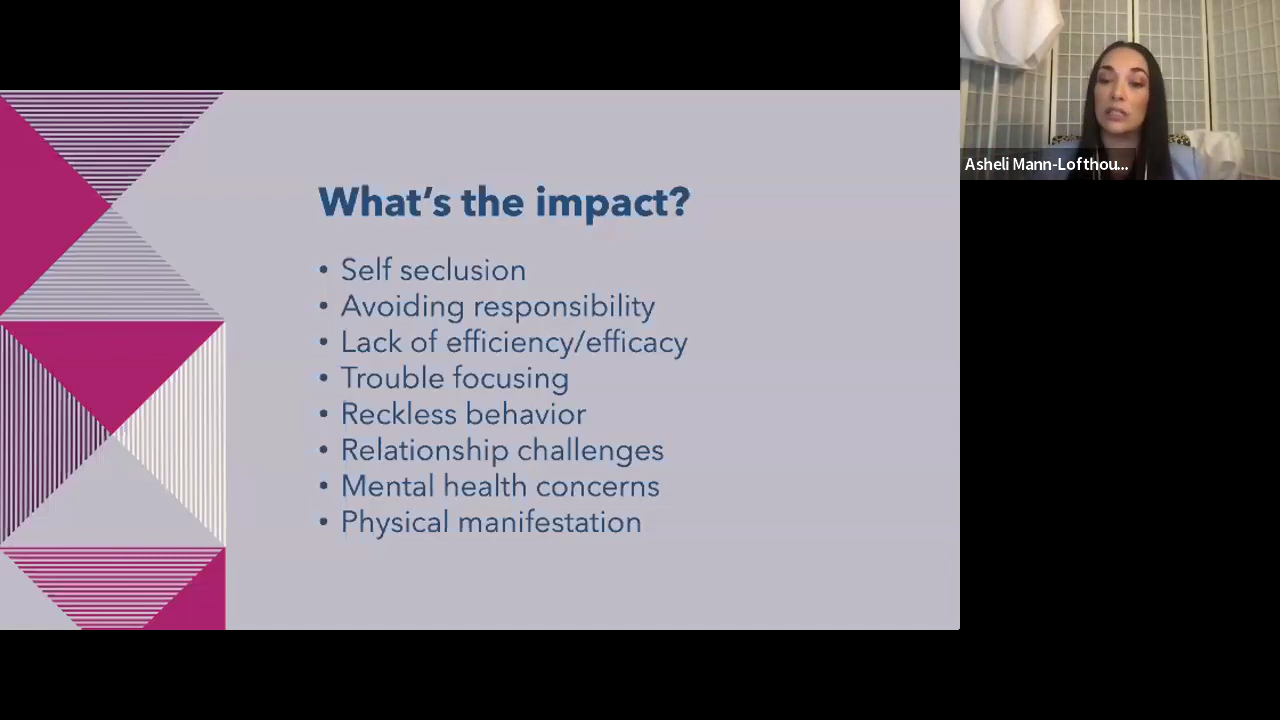 What's the impact?
• Self seclusion
• Avoiding responsibility
• Lack of efficiency/efficacy
• Trouble focusing
• Reckless behavior
• Relationship challenges
• Mental health concerns
• Physical manifestation
Asheli Mann-Lofthou...